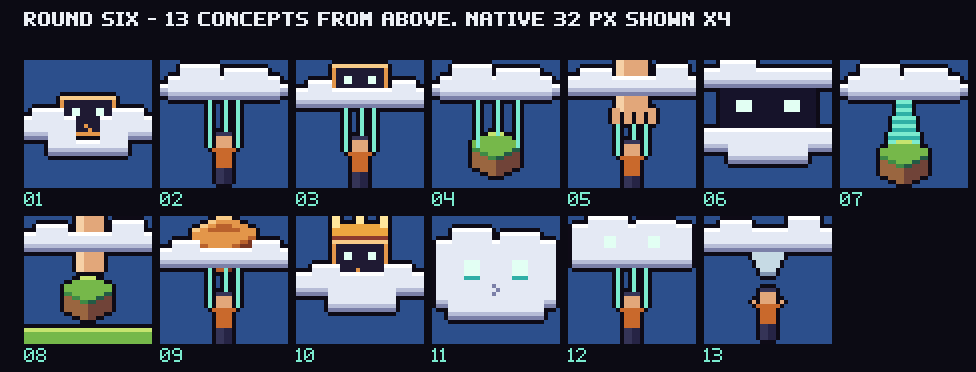 ROUND SIX - 13 CONCEPTS FROM ABOVE. NATIVE 32 PX SHOWN X4
01 02 03 04 05 06 07
08 09 10 11 12 13